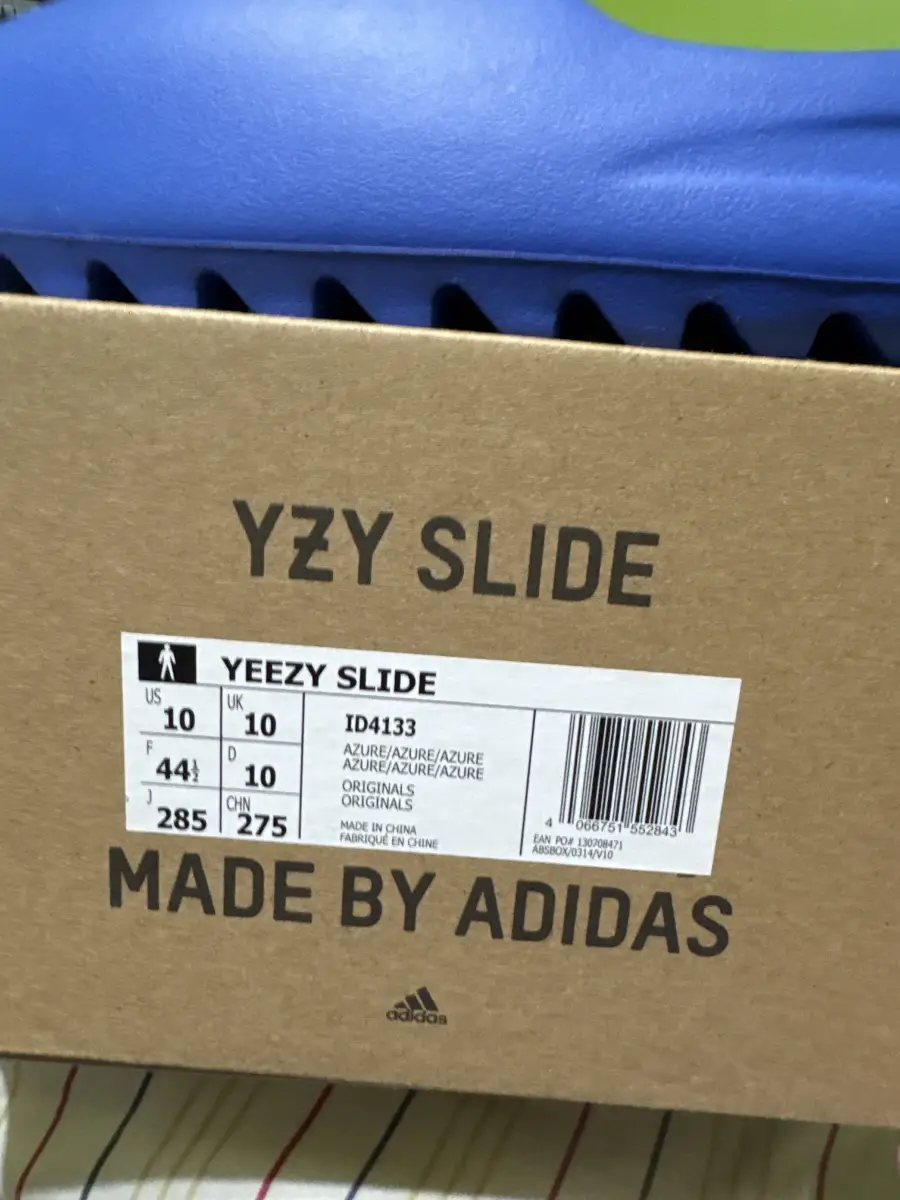 YZY SLIDE
YEEZY SLIDE
US
10
UK
10
F
44½
D
10
J
285
CHN
275
ID4133
AZURE/AZURE/AZURE
AZURE/AZURE/AZURE
ORIGINALS
ORIGINALS
MADE IN CHINA
FABRIQUÉ EN CHINE
4 066751 552843
EAN PO# 130708471
ABSBOX/0314/V10
MADE BY ADIDAS
adidas